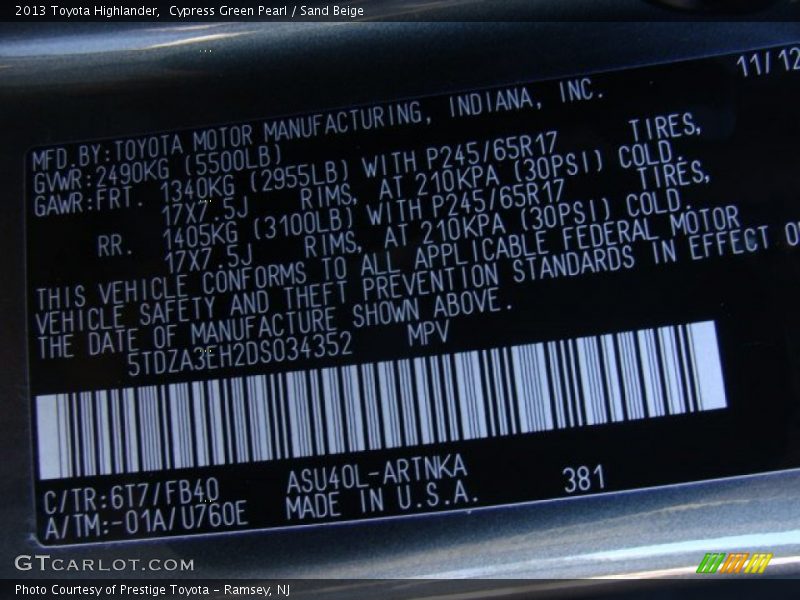 2013 Toyota Highlander,  Cypress Green Pearl / Sand Beige
11/12
MFD.BY:TOYOTA MOTOR MANUFACTURING, INDIANA, INC.
GVWR:2490KG (5500LB)
GAWR:FRT. 1340KG (2955LB) WITH P245/65R17 TIRES,
17X7.5J RIMS, AT 210KPA (30PSI) COLD.
RR. 1405KG (3100LB) WITH P245/65R17 TIRES,
17X7.5J RIMS, AT 210KPA (30PSI) COLD.
THIS VEHICLE CONFORMS TO ALL APPLICABLE FEDERAL MOTOR
VEHICLE SAFETY AND THEFT PREVENTION STANDARDS IN EFFECT O
THE DATE OF MANUFACTURE SHOWN ABOVE.
5TDZA3EH2DS034352 MPV
C/TR:6T7/FB40 ASU40L-ARTNKA 381
A/TM:-01A/U760E MADE IN U.S.A.
GTCARLOT.COM
Photo Courtesy of Prestige Toyota - Ramsey, NJ